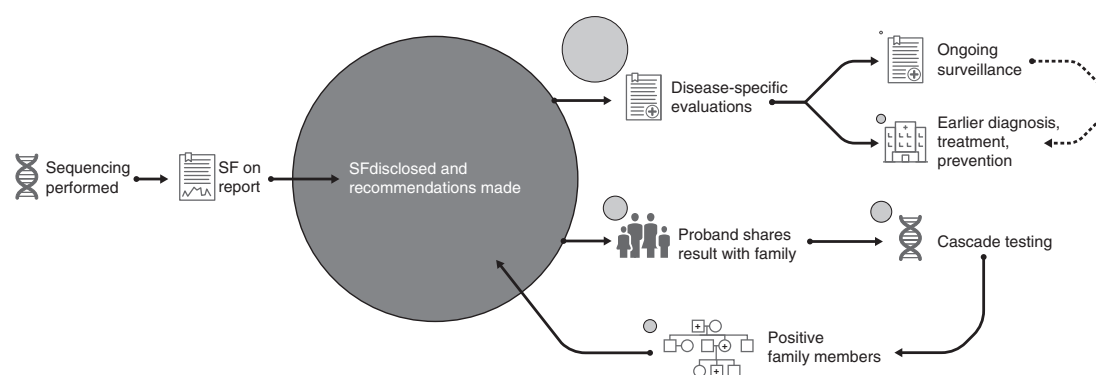 Sequencing
performed
SF on
report
SFdisclosed and
recommendations made
Disease-specific
evaluations
Ongoing
surveillance
Earlier diagnosis,
treatment,
prevention
Proband shares
result with family
Cascade testing
Positive
family members